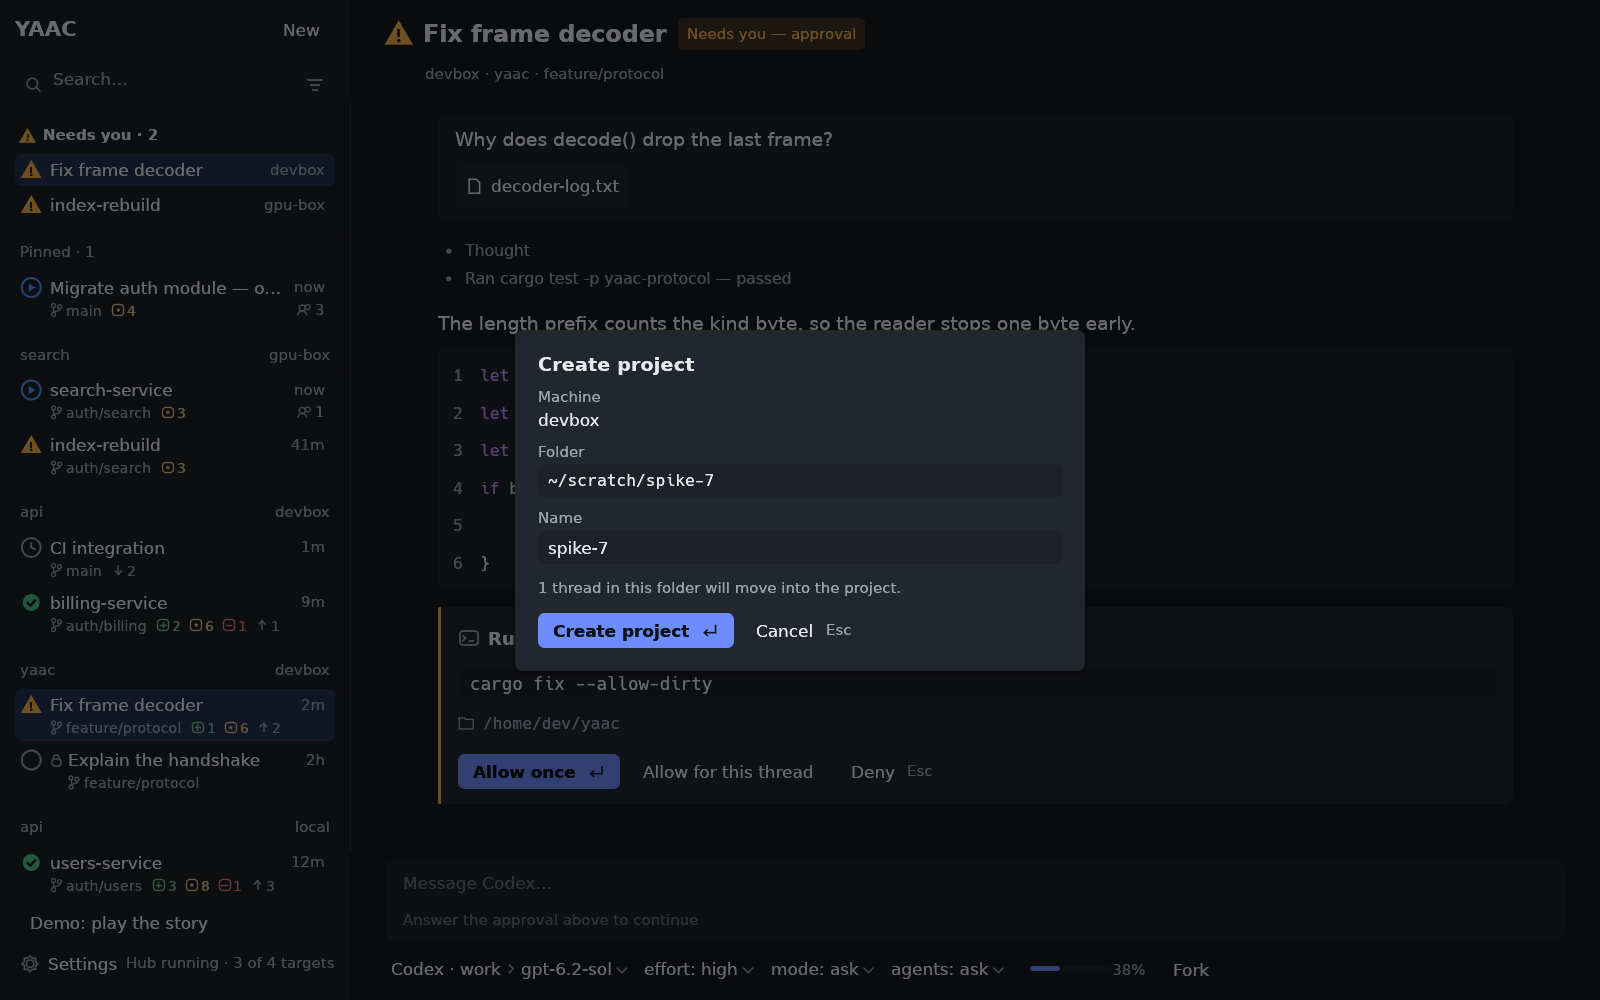 YAAC
New
Search...
Needs you · 2
Fix frame decoder devbox
index-rebuild gpu-box
Pinned · 1
Migrate auth module — o... now
main 4 3
search gpu-box
search-service now
auth/search 3 1
index-rebuild 41m
auth/search 3
api devbox
CI integration 1m
main ↓2
billing-service 9m
auth/billing 2 6 1 ↑1
yaac devbox
Fix frame decoder 2m
feature/protocol 1 6 ↑2
Explain the handshake 2h
feature/protocol
api local
users-service 12m
auth/users 3 8 1 ↑3
Demo: play the story
Settings Hub running · 3 of 4 targets
Fix frame decoder Needs you — approval
devbox · yaac · feature/protocol
Why does decode() drop the last frame?
decoder-log.txt
• Thought
• Ran cargo test -p yaac-protocol — passed
The length prefix counts the kind byte, so the reader stops one byte early.
1 let
2 let
3 let
4 if b
5
6 }
Create project
Machine
devbox
Folder
~/scratch/spike-7
Name
spike-7
1 thread in this folder will move into the project.
Create project ↵ Cancel Esc
Ru
cargo fix --allow-dirty
/home/dev/yaac
Allow once ↵ Allow for this thread Deny Esc
Message Codex...
Answer the approval above to continue
Codex · work › gpt-6.2-sol effort: high mode: ask agents: ask 38% Fork